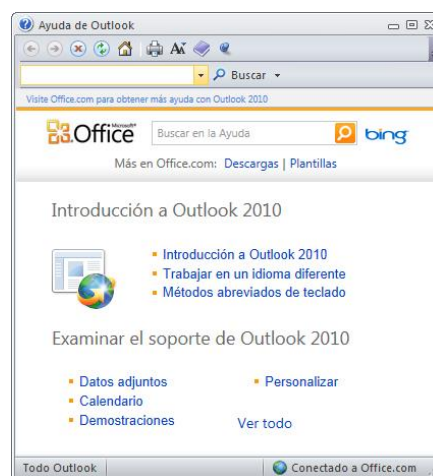 Ayuda de Outlook
Buscar
Visite Office.com para obtener más ayuda con Outlook 2010
Office Microsoft® Buscar en la Ayuda bing
Más en Office.com: Descargas | Plantillas
Introducción a Outlook 2010
Introducción a Outlook 2010
Trabajar en un idioma diferente
Métodos abreviados de teclado
Examinar el soporte de Outlook 2010
Datos adjuntos Personalizar
Calendario
Demostraciones Ver todo
Todo Outlook Conectado a Office.com